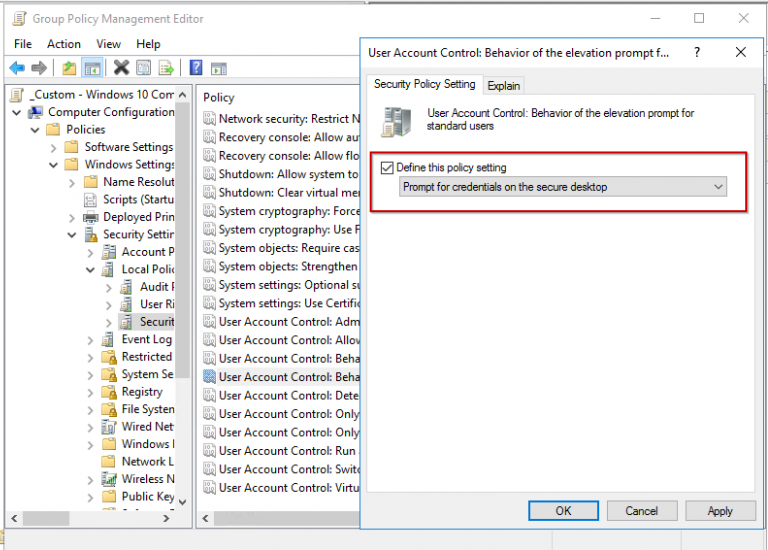 Group Policy Management Editor
File Action View Help
_Custom - Windows 10 Com
Computer Configuration
Policies
Software Settings
Windows Settings
Name Resolut
Scripts (Startu
Deployed Prin
Security Settin
Account P
Local Polic
Audit P
User Ri
Securit
Event Log
Restricted
System Se
Registry
File System
Wired Net
Windows
Network L
Wireless N
Public Key
Policy
Network security: Restrict N
Recovery console: Allow au
Recovery console: Allow flo
Shutdown: Allow system to
Shutdown: Clear virtual mer
System cryptography: Force
System cryptography: Use F
System objects: Require cas
System objects: Strengthen
System settings: Optional su
System settings: Use Certific
User Account Control: Adm
User Account Control: Allow
User Account Control: Beha
User Account Control: Beha
User Account Control: Dete
User Account Control: Only
User Account Control: Only
User Account Control: Run
User Account Control: Switc
User Account Control: Virtu
User Account Control: Behavior of the elevation prompt f... ?
Security Policy Setting Explain
User Account Control: Behavior of the elevation prompt for
standard users
Define this policy setting
Prompt for credentials on the secure desktop
OK Cancel Apply